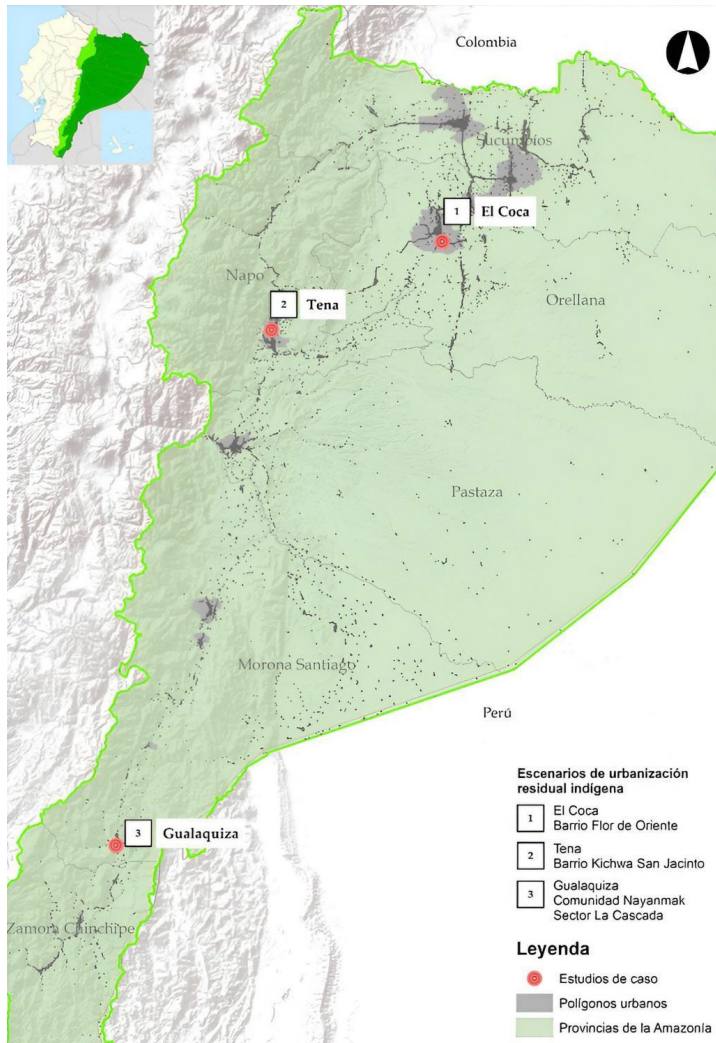 Colombia
Sucumbíos
1 El Coca
Napo
Orellana
2 Tena
Pastaza
Morona Santiago
Perú
3 Gualaquiza
Zamora Chinchipe
Escenarios de urbanización
residual indígena
1 El Coca
Barrio Flor de Oriente
2 Tena
Barrio Kichwa San Jacinto
3 Gualaquiza
Comunidad Nayanmak
Sector La Cascada
Leyenda
Estudios de caso
Polígonos urbanos
Provincias de la Amazonía